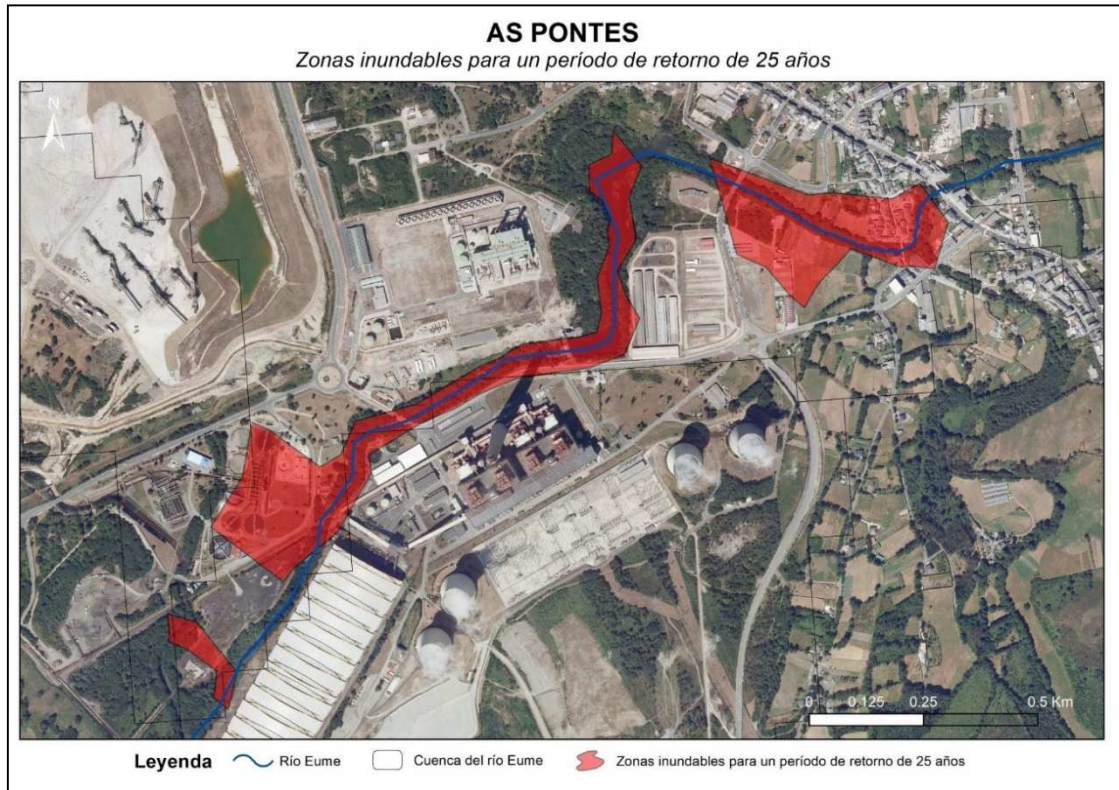 AS PONTES
Zonas inundables para un período de retorno de 25 años
N
0 0.125 0.25 0.5 Km
Leyenda Río Eume Cuenca del río Eume Zonas inundables para un período de retorno de 25 años